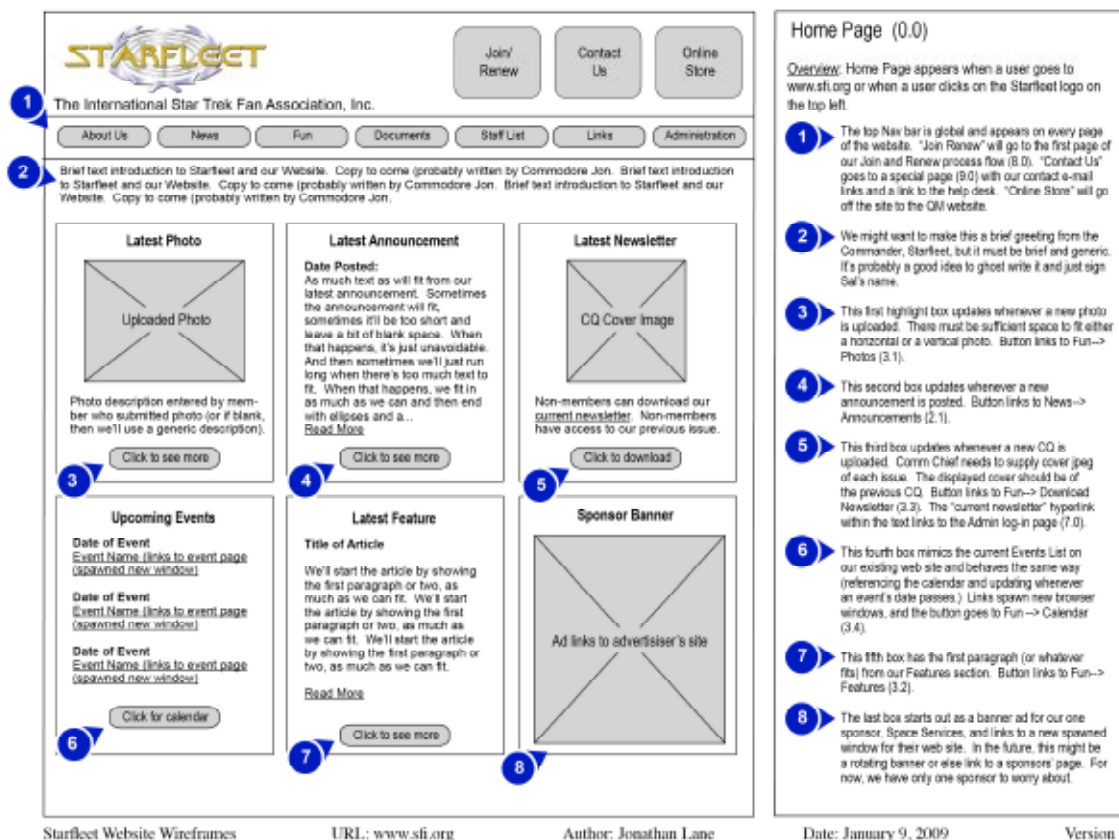 STARFLEET
The International Star Trek Fan Association, Inc.
Join/
Renew
Contact
Us
Online
Store
1
About Us
News
Fun
Documents
Staff List
Links
Administration
2
Brief text introduction to Starfleet and our Website. Copy to come (probably written by Commodore Jon. Brief text introduction
to Starfleet and our Website. Copy to come (probably written by Commodore Jon. Brief text introduction to Starfleet and our
Website. Copy to come (probably written by Commodore Jon.
Latest Photo
Uploaded Photo
Photo description entered by mem-
ber who submitted photo (or if blank,
then we'll use a generic description).
Click to see more
3
Latest Announcement
Date Posted:
As much text as will fit from our
latest announcement. Sometimes
the announcement will fit,
sometimes it'll be too short and
leave a bit of blank space. When
that happens, it's just unavoidable.
And then sometimes we'll just run
long when there's too much text to
fit. When that happens, we fit in
as much as we can and then end
with ellipses and a...
Read More
Click to see more
4
Latest Newsletter
CQ Cover Image
Non-members can download our
current newsletter. Non-members
have access to our previous issue.
Click to download
5
Upcoming Events
Date of Event
Event Name (links to event page
(spawned new window)
Date of Event
Event Name (links to event page
(spawned new window)
Date of Event
Event Name (links to event page
(spawned new window)
Click for calendar
6
Latest Feature
Title of Article
We'll start the article by showing
the first paragraph or two, as
much as we can fit. We'll start
the article by showing the first
paragraph or two, as much as
we can fit. We'll start the article
by showing the first paragraph or
two, as much as we can fit.
Read More
Click to see more
7
Sponsor Banner
Ad links to advertisiser's site
8
Home Page (0.0)
Overview: Home Page appears when a user goes to
www.sfi.org or when a user clicks on the Starfleet logo on
the top left.
1
The top Nav bar is global and appears on every page
of the website. "Join Renew" will go to the first page of
our Join and Renew process flow (8.0). "Contact Us"
goes to a special page (9.0) with our contact e-mail
links and a link to the help desk. "Online Store" will go
off the site to the QM website.
2
We might want to make this a brief greeting from the
Commander, Starfleet, but it must be brief and generic.
It's probably a good idea to ghost write it and just sign
Sal's name.
3
This first highlight box updates whenever a new photo
is uploaded. There must be sufficient space to fit either
a horizontal or a vertical photo. Button links to Fun-->
Photos (3.1).
4
This second box updates whenever a new
announcement is posted. Button links to News-->
Announcements (2.1).
5
This third box updates whenever a new CQ is
uploaded. Comm Chief needs to supply cover jpeg
of each issue. The displayed cover should be of
the previous CQ. Button links to Fun--> Download
Newsletter (3.3). The "current newsletter" hyperlink
within the text links to the Admin log-in page (7.0).
6
This fourth box mimics the current Events List on
our existing web site and behaves the same way
(referencing the calendar and updating whenever
an event's date passes.) Links spawn new browser
windows, and the button goes to Fun --> Calendar
(3.4).
7
This fifth box has the first paragraph (or whatever
fits) from our Features section. Button links to Fun-->
Features (3.2).
8
The last box starts out as a banner ad for our one
sponsor, Space Services, and links to a new spawned
window for their web site. In the future, this might be
a rotating banner or else link to a sponsors' page. For
now, we have only one sponsor to worry about.
Starfleet Website Wireframes
URL: www.sfi.org
Author: Jonathan Lane
Date: January 9, 2009
Version